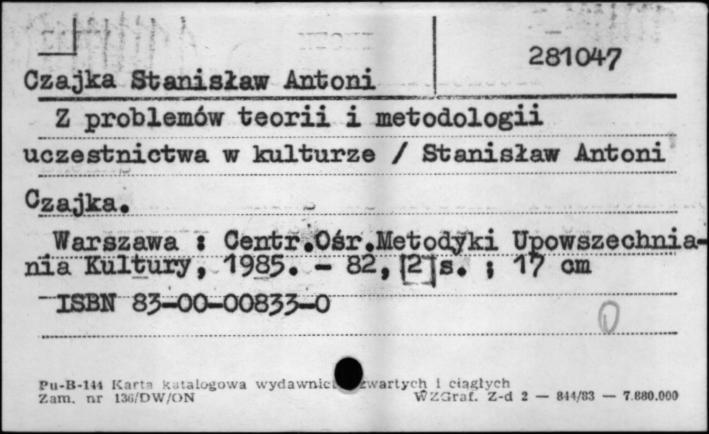 281047
Czajka Stanisław Antoni
Z problemów teorii i metodologii
uczestnictwa w kulturze / Stanisław Antoni
Czajka.
Warszawa : Centr.Ośr.Metodyki Upowszechnia-
nia Kultury, 1985. - 82, [2] s. ; 17 cm
ISBN 83-00-00833-0
Pu-B-144 Karta katalogowa i ciągłych
Zam. nr 136/DW/ON WZGraf. Z-d 2 — 844/83 — 7.880.000